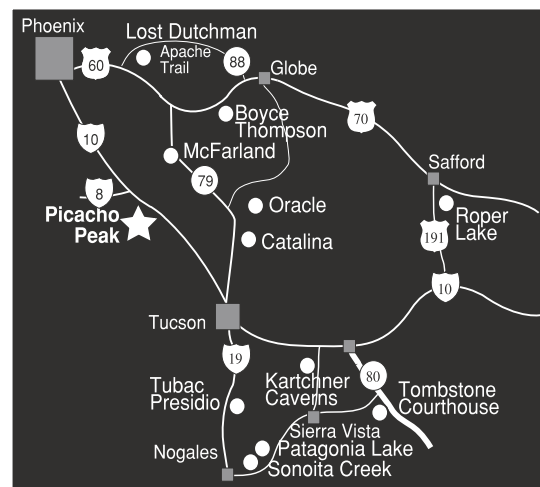 Phoenix
Lost Dutchman
60
Apache
Trail
88
Globe
Boyce
Thompson
70
10
McFarland
Safford
79
8
Picacho
Peak
Oracle
Roper
Lake
Catalina
191
10
Tucson
19
Kartchner
Caverns
80
Tubac
Presidio
Tombstone
Courthouse
Sierra Vista
Nogales
Patagonia Lake
Sonoita Creek